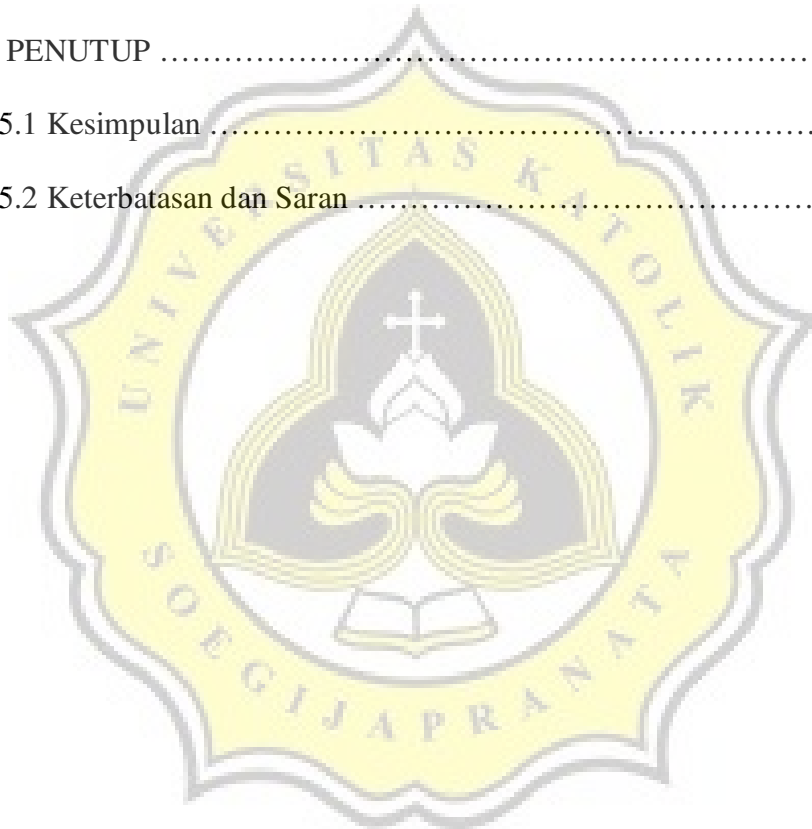 PENUTUP ……………………………………………………………
5.1 Kesimpulan ……………………………………………………
5.2 Keterbatasan dan Saran ………………………………………
UNIVERSITAS KATOLIK
SOEGIJAPRANATA